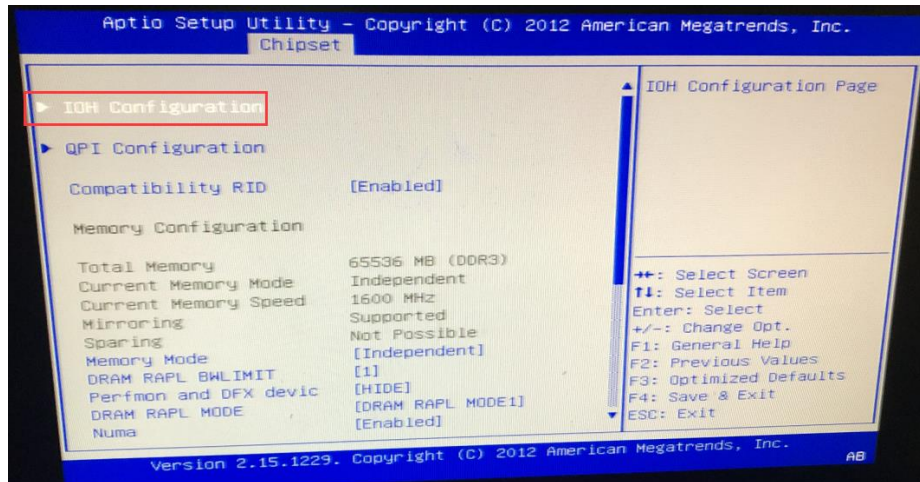 Aptio Setup Utility – Copyright (C) 2012 American Megatrends, Inc.
Chipset
IOH Configuration
QPI Configuration
Compatibility RID [Enabled]
Memory Configuration
Total Memory 65536 MB (DDR3)
Current Memory Mode Independent
Current Memory Speed 1600 MHz
Mirroring Supported
Sparing Not Possible
Memory Mode [Independent]
DRAM RAPL BWLIMIT [1]
Perfmon and DFX devic [HIDE]
DRAM RAPL MODE [DRAM RAPL MODE1]
Numa [Enabled]
IOH Configuration Page
→←: Select Screen
↑↓: Select Item
Enter: Select
+/-: Change Opt.
F1: General Help
F2: Previous Values
F3: Optimized Defaults
F4: Save & Exit
ESC: Exit
Version 2.15.1229. Copyright (C) 2012 American Megatrends, Inc.
AB